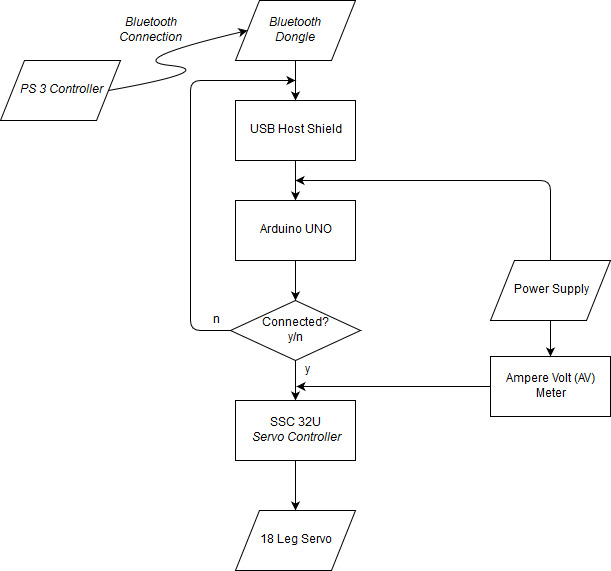 Bluetooth
Connection
Bluetooth
Dongle
PS 3 Controller
USB Host Shield
Arduino UNO
Power Supply
n
Connected?
y/n
y
Ampere Volt (AV)
Meter
SSC 32U
Servo Controller
18 Leg Servo